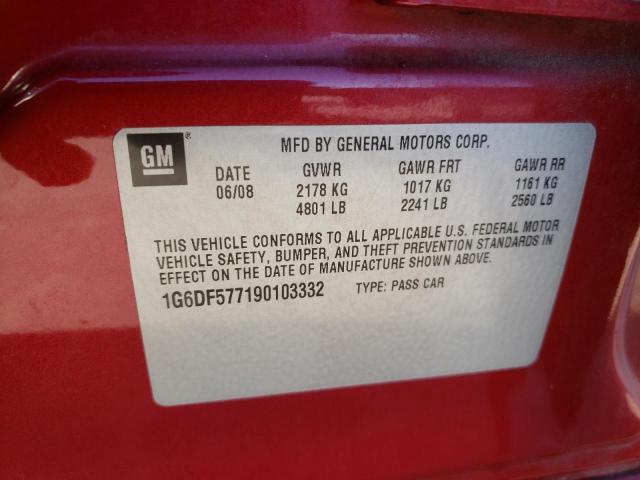 MFD BY GENERAL MOTORS CORP.
GM®
DATE GVWR GAWR FRT GAWR RR
06/08 2178 KG 1017 KG 1161 KG
4801 LB 2241 LB 2560 LB
THIS VEHICLE CONFORMS TO ALL APPLICABLE U.S. FEDERAL MOTOR
VEHICLE SAFETY, BUMPER, AND THEFT PREVENTION STANDARDS IN
EFFECT ON THE DATE OF MANUFACTURE SHOWN ABOVE.
1G6DF577190103332 TYPE: PASS CAR